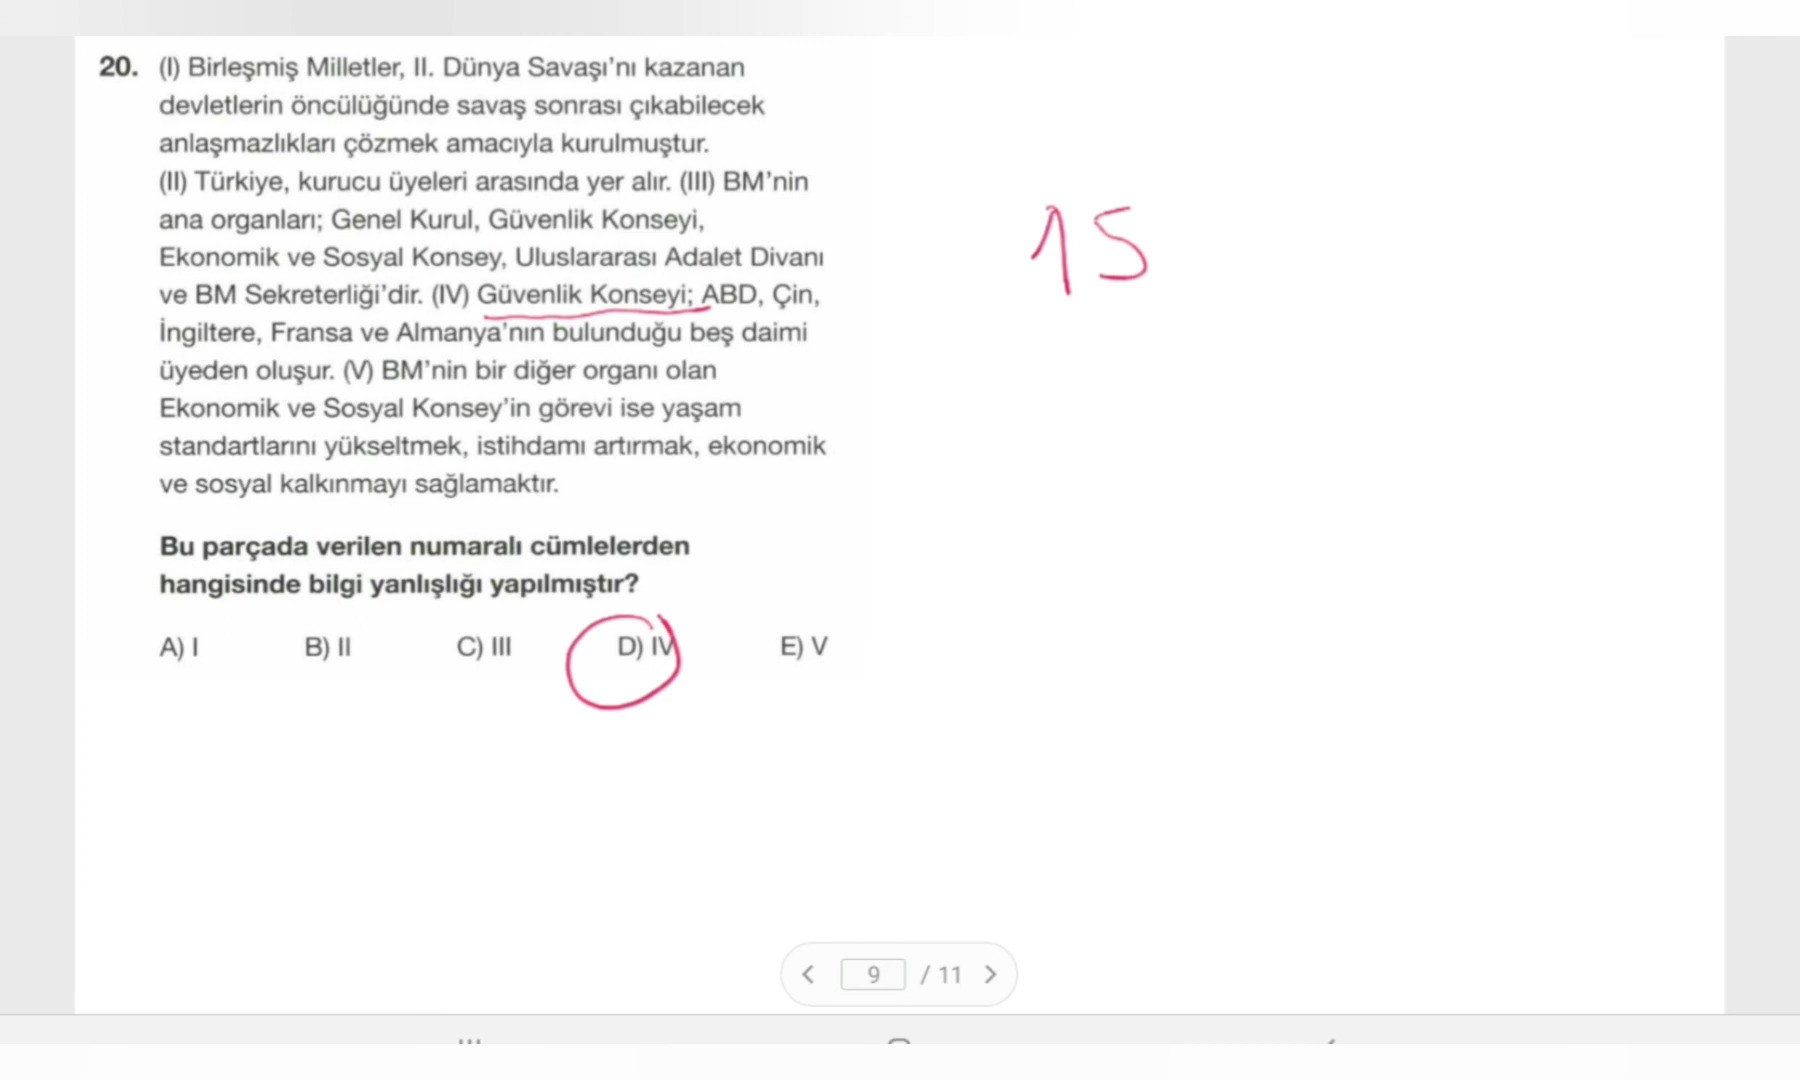 20. (I) Birleşmiş Milletler, II. Dünya Savaşı'nı kazanan
devletlerin öncülüğünde savaş sonrası çıkabilecek
anlaşmazlıkları çözmek amacıyla kurulmuştur.
(II) Türkiye, kurucu üyeleri arasında yer alır. (III) BM'nin
ana organları; Genel Kurul, Güvenlik Konseyi,
Ekonomik ve Sosyal Konsey, Uluslararası Adalet Divanı
ve BM Sekreterliği'dir. (IV) Güvenlik Konseyi; ABD, Çin,
İngiltere, Fransa ve Almanya'nın bulunduğu beş daimi
üyeden oluşur. (V) BM'nin bir diğer organı olan
Ekonomik ve Sosyal Konsey'in görevi ise yaşam
standartlarını yükseltmek, istihdamı artırmak, ekonomik
ve sosyal kalkınmayı sağlamaktır.
Bu parçada verilen numaralı cümlelerden
hangisinde bilgi yanlışlığı yapılmıştır?
A) I B) II C) III D) IV E) V
15
9 / 11